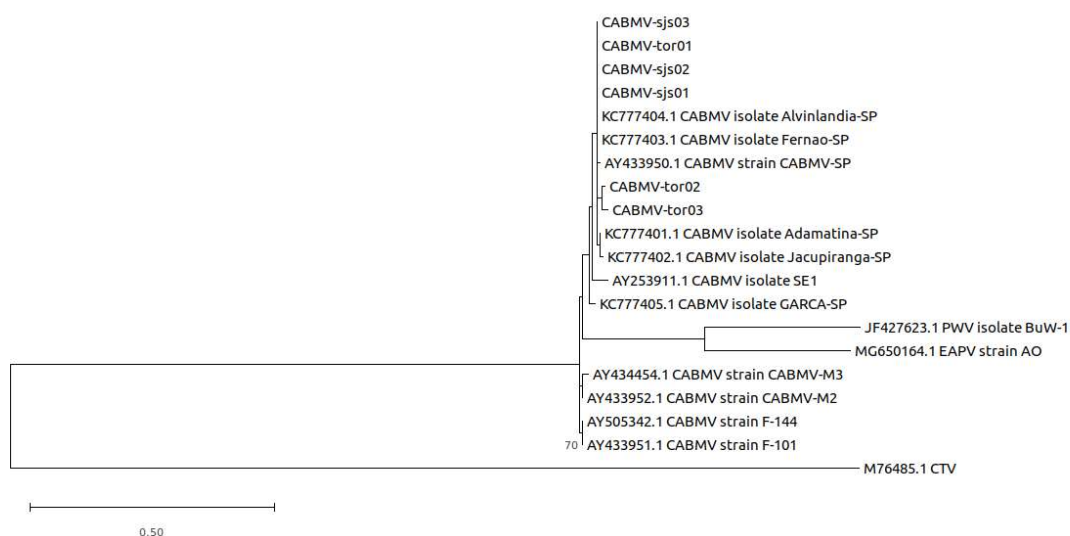 CABMV-sjs03
CABMV-tor01
CABMV-sjs02
CABMV-sjs01
KC777404.1 CABMV isolate Alvinlandia-SP
KC777403.1 CABMV isolate Fernao-SP
AY433950.1 CABMV strain CABMV-SP
CABMV-tor02
CABMV-tor03
KC777401.1 CABMV isolate Adamatina-SP
KC777402.1 CABMV isolate Jacupiranga-SP
AY253911.1 CABMV isolate SE1
KC777405.1 CABMV isolate GARCA-SP
JF427623.1 PWV isolate BuW-1
MG650164.1 EAPV strain AO
AY434454.1 CABMV strain CABMV-M3
AY433952.1 CABMV strain CABMV-M2
AY505342.1 CABMV strain F-144
70 AY433951.1 CABMV strain F-101
M76485.1 CTV
0.50